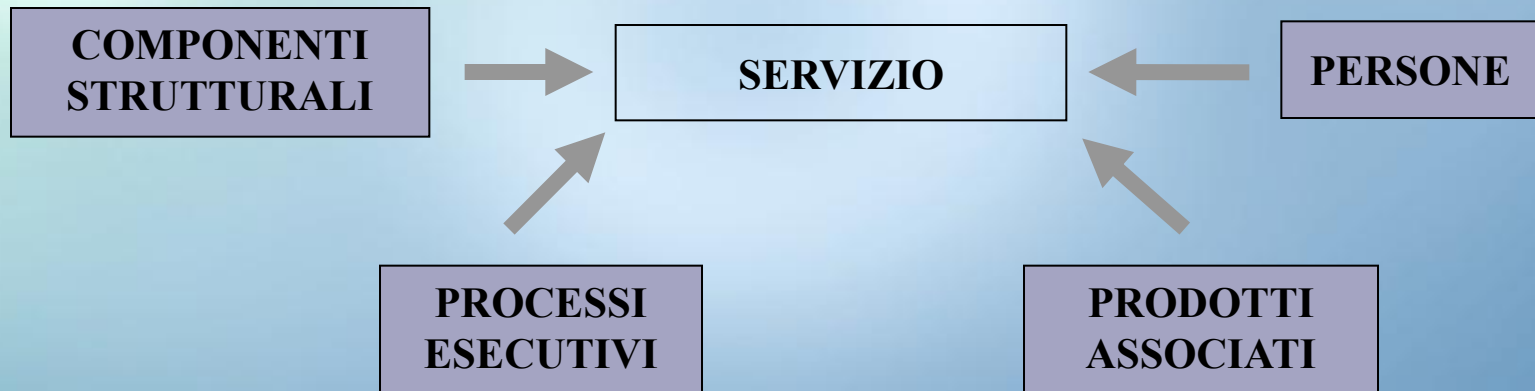 COMPONENTI
STRUTTURALI
SERVIZIO
PERSONE
PROCESSI
ESECUTIVI
PRODOTTI
ASSOCIATI